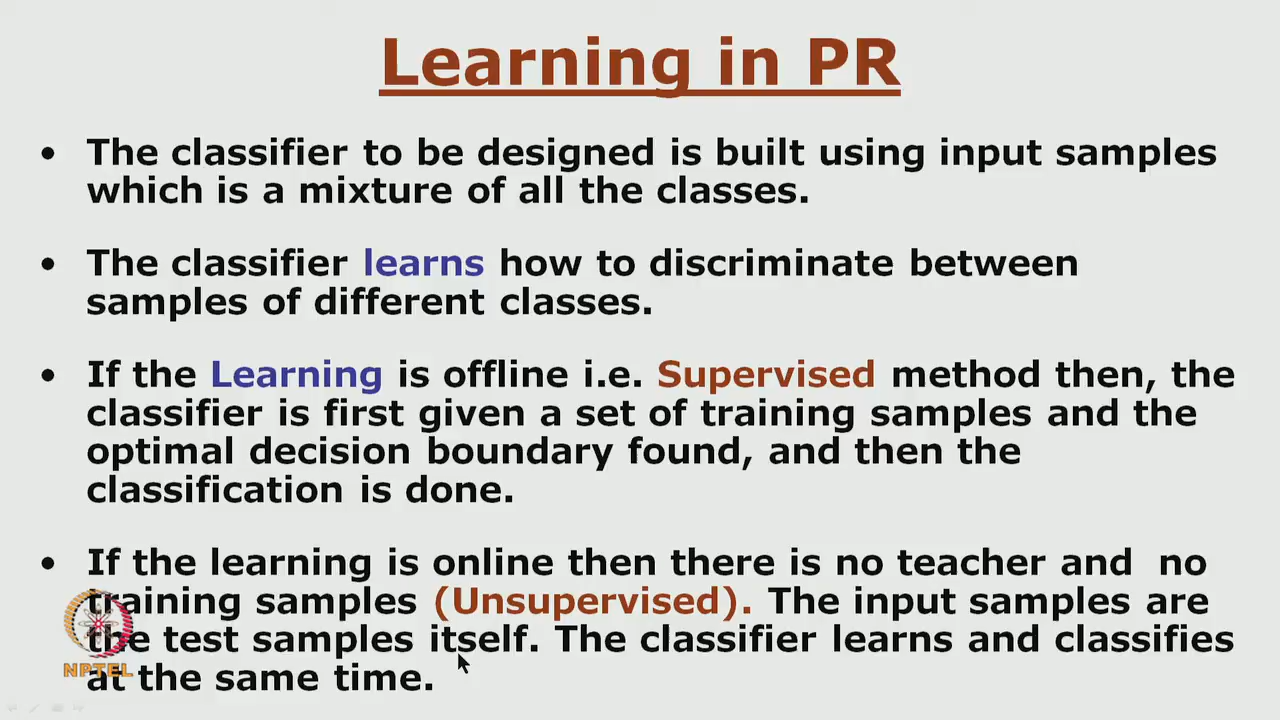 Learning in PR
• The classifier to be designed is built using input samples
which is a mixture of all the classes.
• The classifier learns how to discriminate between
samples of different classes.
• If the Learning is offline i.e. Supervised method then, the
classifier is first given a set of training samples and the
optimal decision boundary found, and then the
classification is done.
• If the learning is online then there is no teacher and no
training samples (Unsupervised). The input samples are
the test samples itself. The classifier learns and classifies
at the same time.
NPTEL